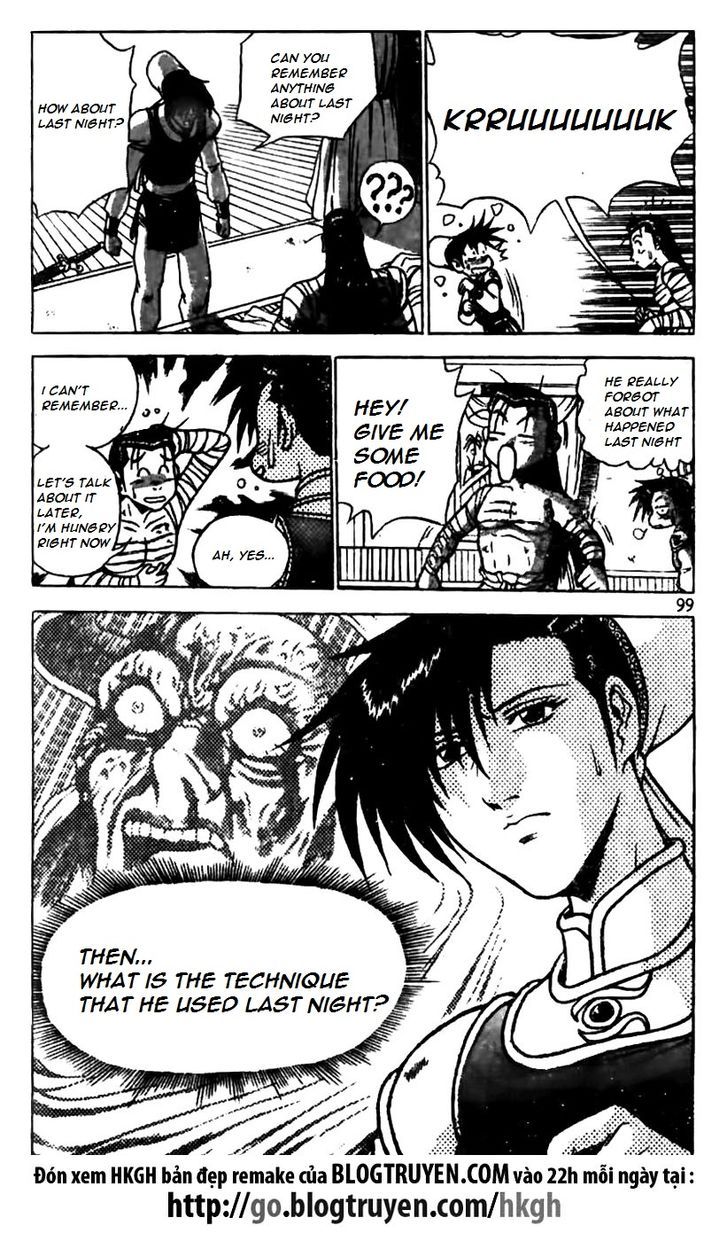 HOW ABOUT
LAST NIGHT?
CAN YOU
REMEMBER
ANYTHING
ABOUT LAST
NIGHT?
???
KRRUUUUUUUUK
I CAN'T
REMEMBER...
LET'S TALK
ABOUT IT
LATER,
I'M HUNGRY
RIGHT NOW
AH, YES...
HEY!
GIVE ME
SOME
FOOD!
HE REALLY
FORGOT
ABOUT WHAT
HAPPENED
LAST NIGHT
99
THEN...
WHAT IS THE TECHNIQUE
THAT HE USED LAST NIGHT?
Đón xem HKGH bản đẹp remake của BLOGTRUYEN.COM vào 22h mỗi ngày tại :
http://go.blogtruyen.com/hkgh